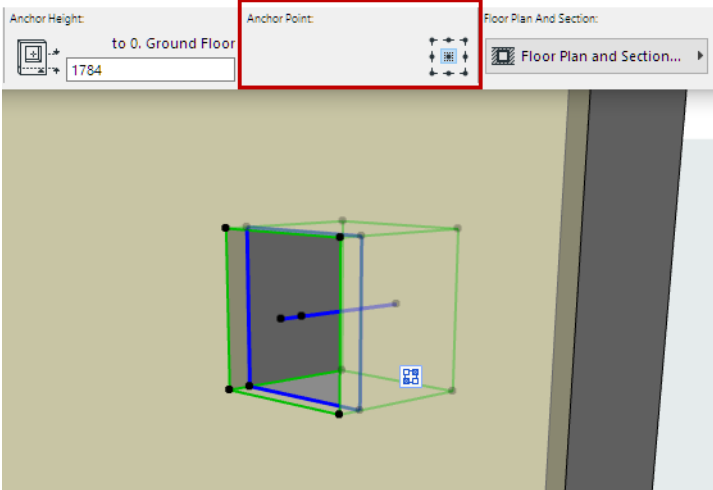 Anchor Height:
Anchor Point:
Floor Plan And Section:
to 0. Ground Floor
1784
Floor Plan and Section...